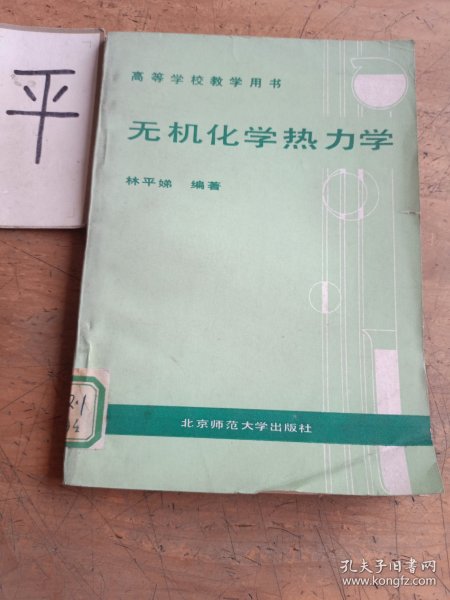 平
高等学校教学用书
无机化学热力学
林平娣 编著
北京师范大学出版社
孔夫子旧书网
www.kongfz.com